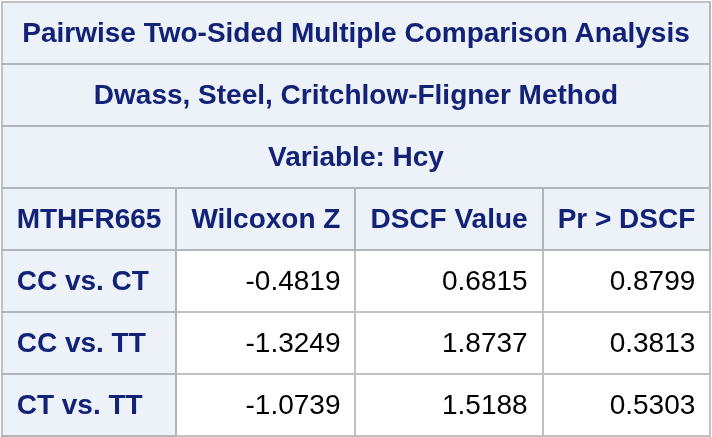 Pairwise Two-Sided Multiple Comparison Analysis
Dwass, Steel, Critchlow-Fligner Method
Variable: Hcy
MTHFR665 Wilcoxon Z DSCF Value Pr > DSCF
CC vs. CT -0.4819 0.6815 0.8799
CC vs. TT -1.3249 1.8737 0.3813
CT vs. TT -1.0739 1.5188 0.5303